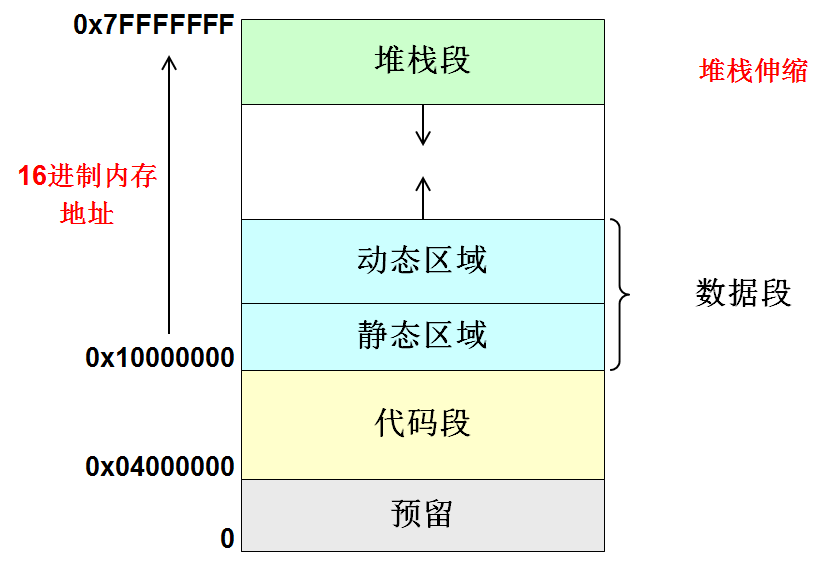 0x7FFFFFFF
堆栈段
堆栈伸缩
16进制内存
地址
动态区域
数据段
静态区域
0x10000000
代码段
0x04000000
预留
0